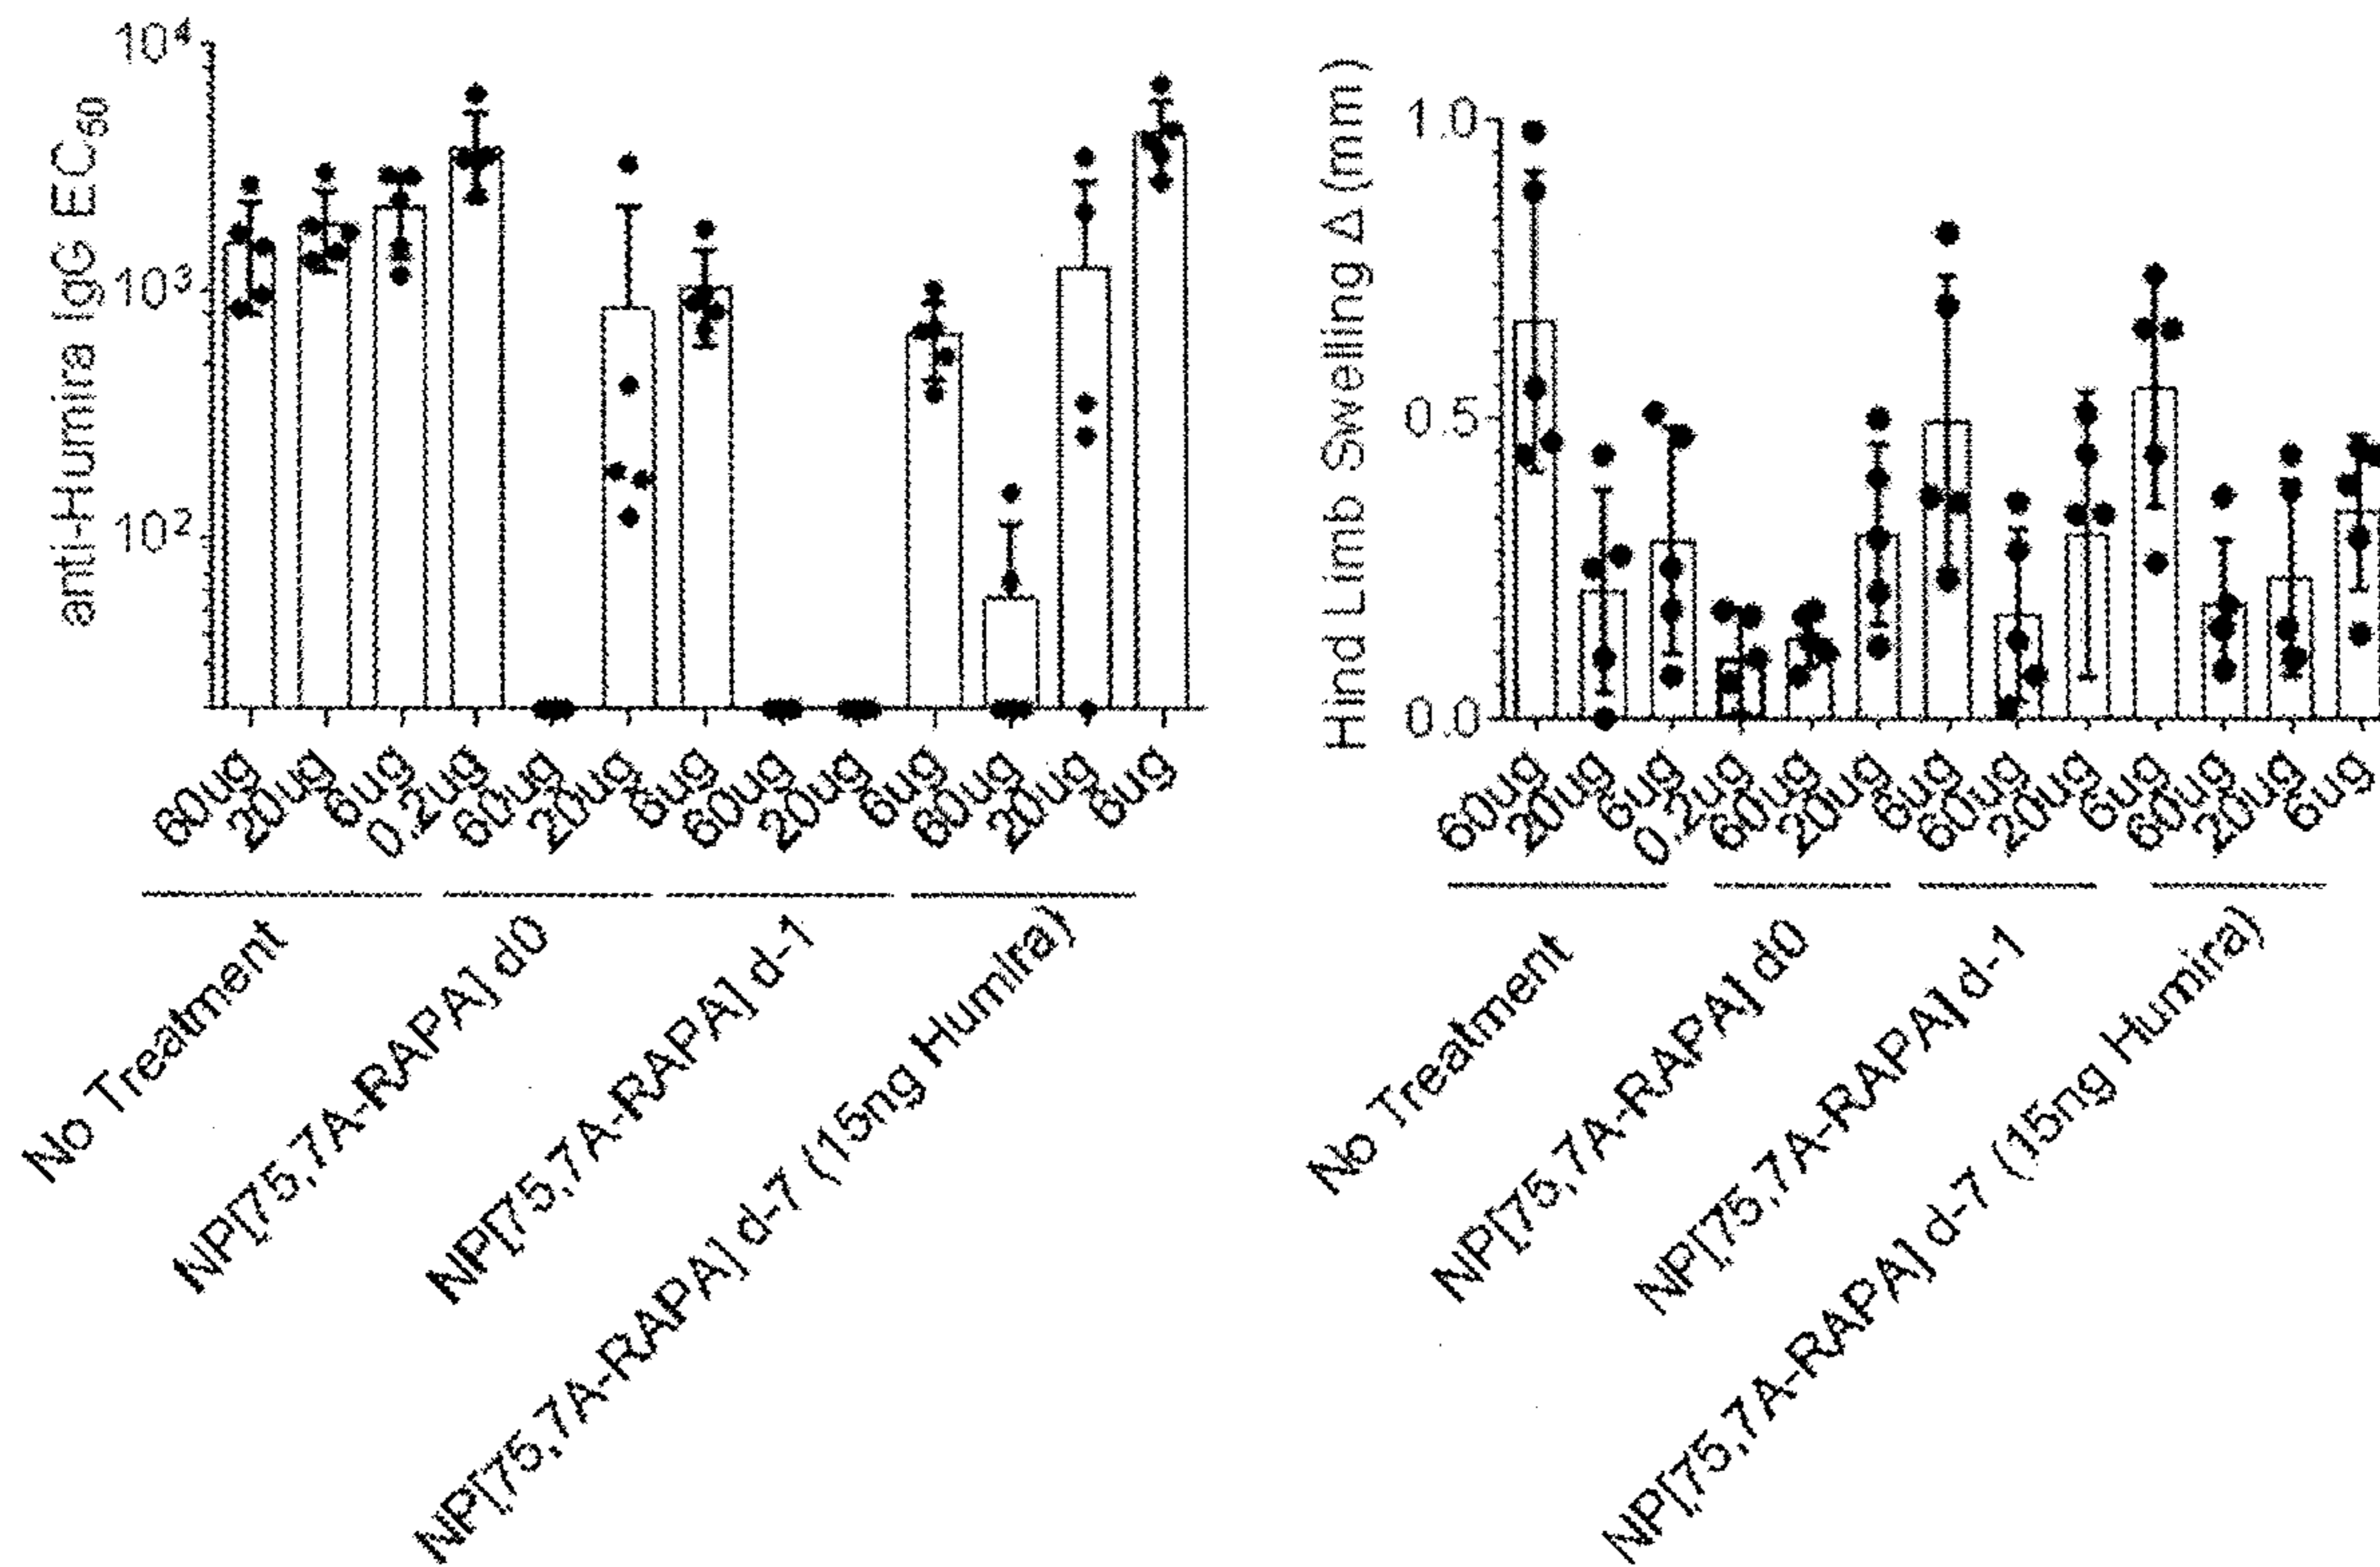 anti-Humira IgG EC50
10⁴
10³
10²
60ug
20ug
6ug
0.2ug
60ug
20ug
6ug
60ug
20ug
6ug
60ug
20ug
6ug
No Treatment
NP[75,7A-RAPA] d0
NP[75,7A-RAPA] d-1
NP[75,7A-RAPA] d-7 (15ng Humira)
Hind Limb Swelling Δ (mm)
1.0
0.5
0.0
60ug
20ug
6ug
0.2ug
60ug
20ug
6ug
60ug
20ug
6ug
60ug
20ug
6ug
No Treatment
NP[75,7A-RAPA] d0
NP[75,7A-RAPA] d-1
NP[75,7A-RAPA] d-7 (15ng Humira)